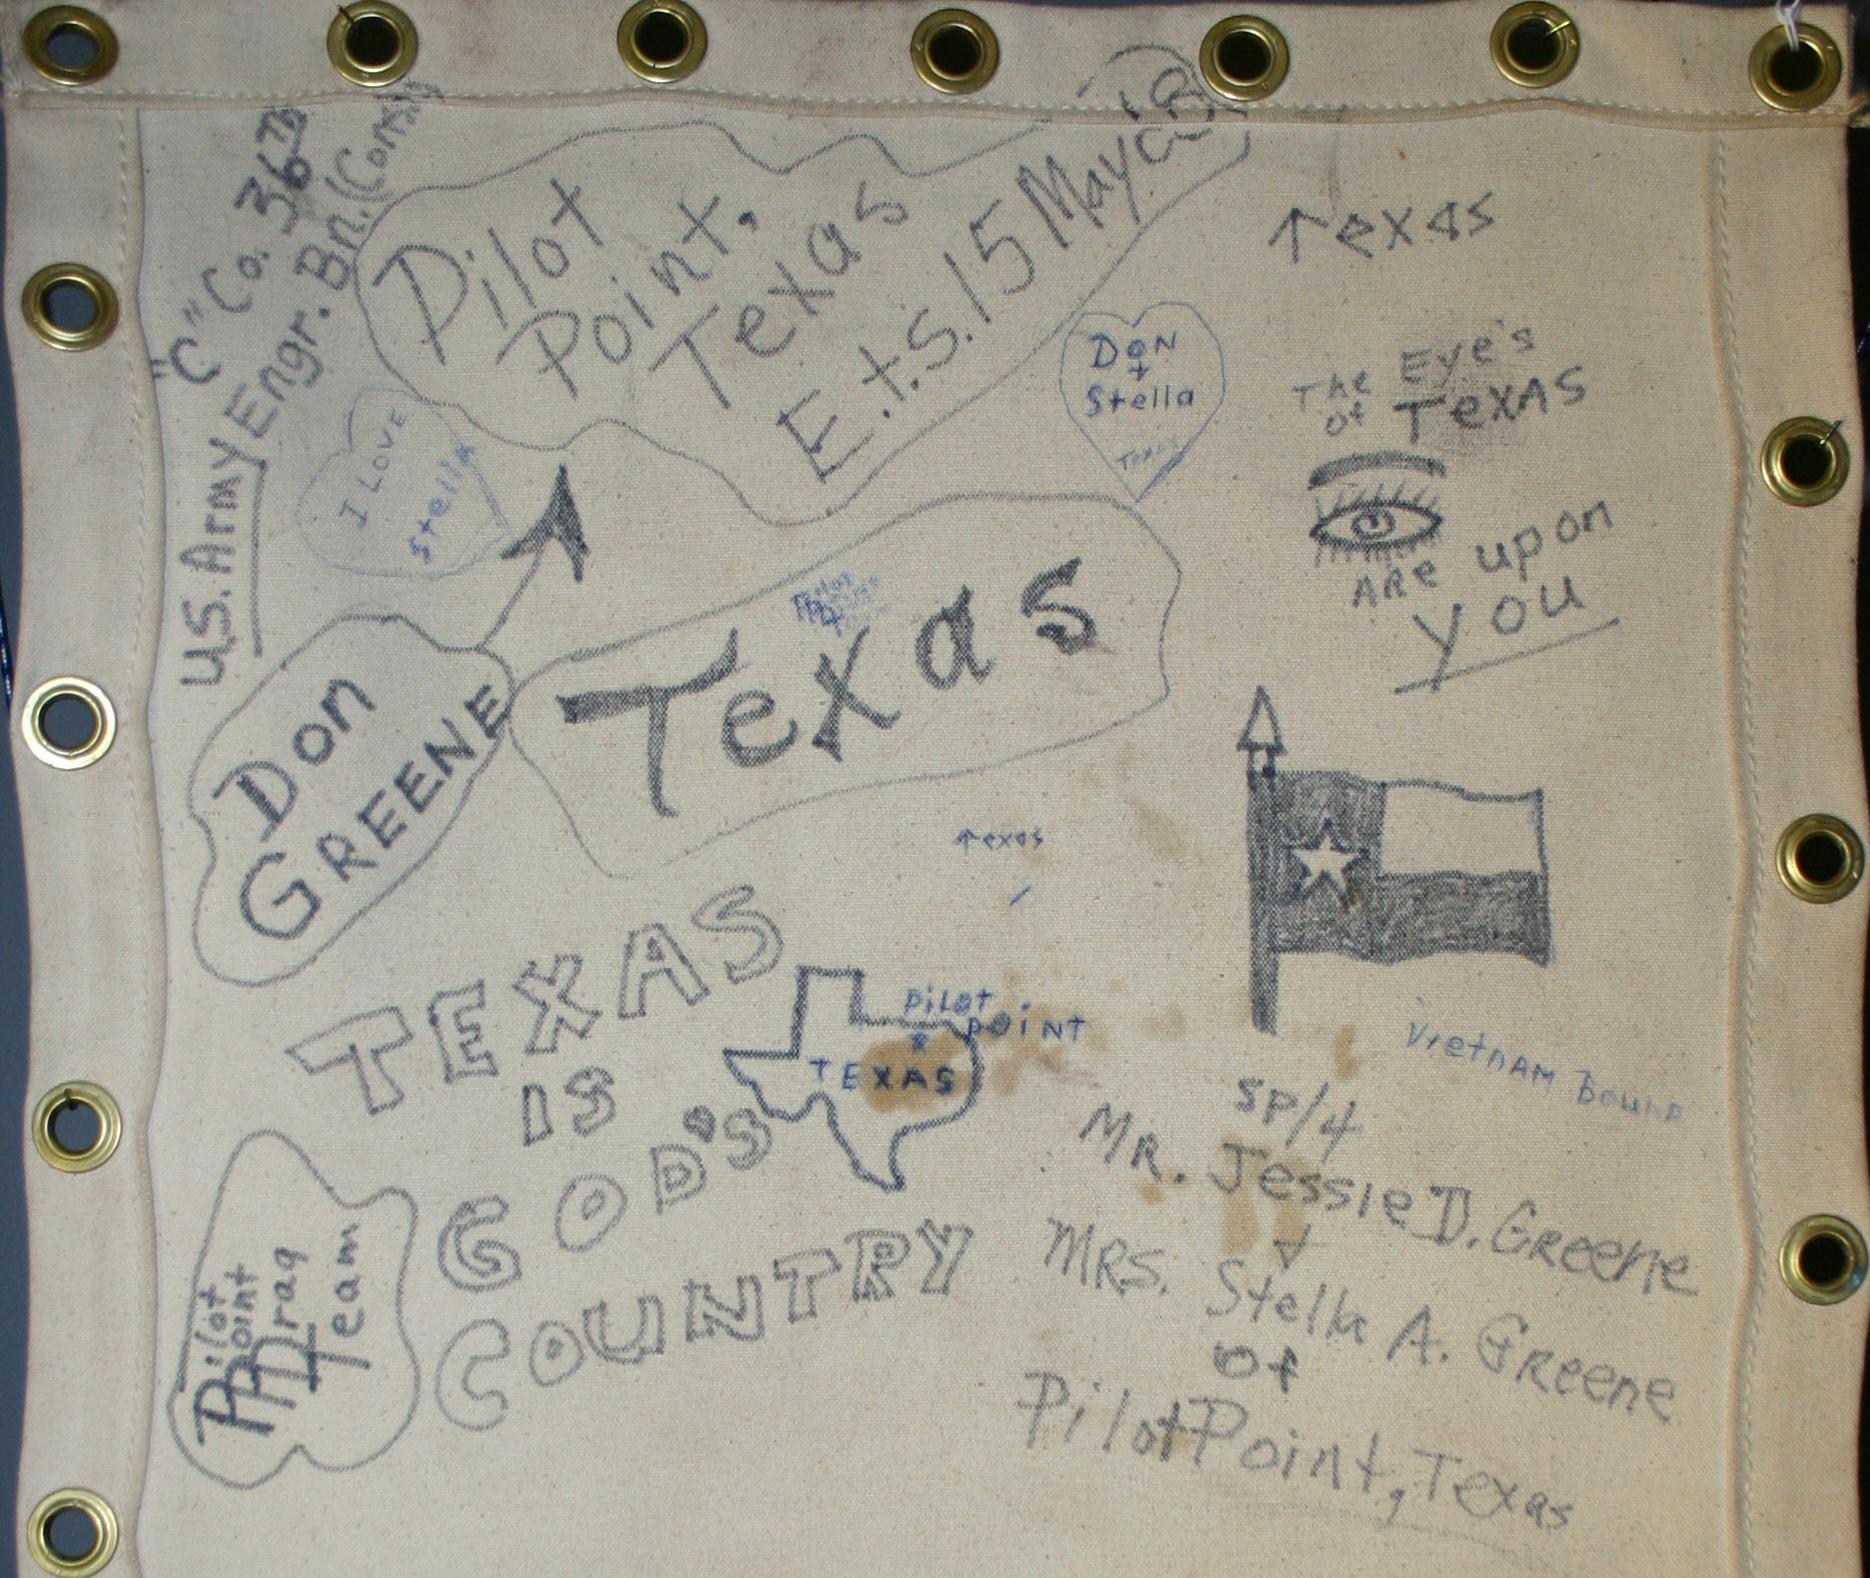 "C" Co. 36Th
Engr. Bn. (Const)
U.S. Army
Pilot
Point,
Texas
E.t.S. 15 May
Texas
I LOVE
Stella
DON
+
Stella
Texas
The Eye's
of TEXAS
ARe upon
you
Don
GREENE
Texas
Texas
TEXAS
IS
GOD'S
COUNTRY
PiLot
pOiNT
x
TEXAS
VietnAM Bound
SP/4
MR. Jessie D. Greene
+
MRS. Stella A. Greene
of
Pilot Point, Texas
Pilot
Point
Drag
Team